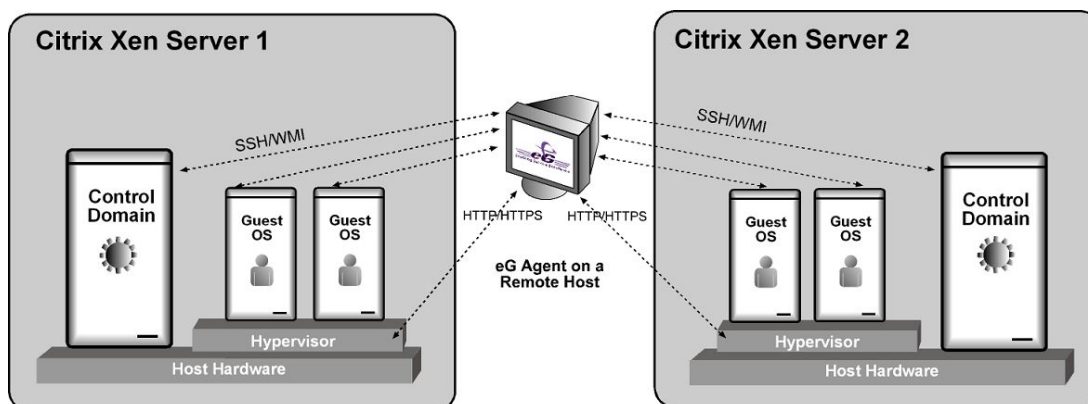 Citrix Xen Server 1
SSH/WMI
Control
Domain
Guest
OS
Guest
OS
Hypervisor
Host Hardware
eG
HTTP/HTTPS
HTTP/HTTPS
eG Agent on a
Remote Host
Citrix Xen Server 2
SSH/WMI
Guest
OS
Guest
OS
Control
Domain
Hypervisor
Host Hardware